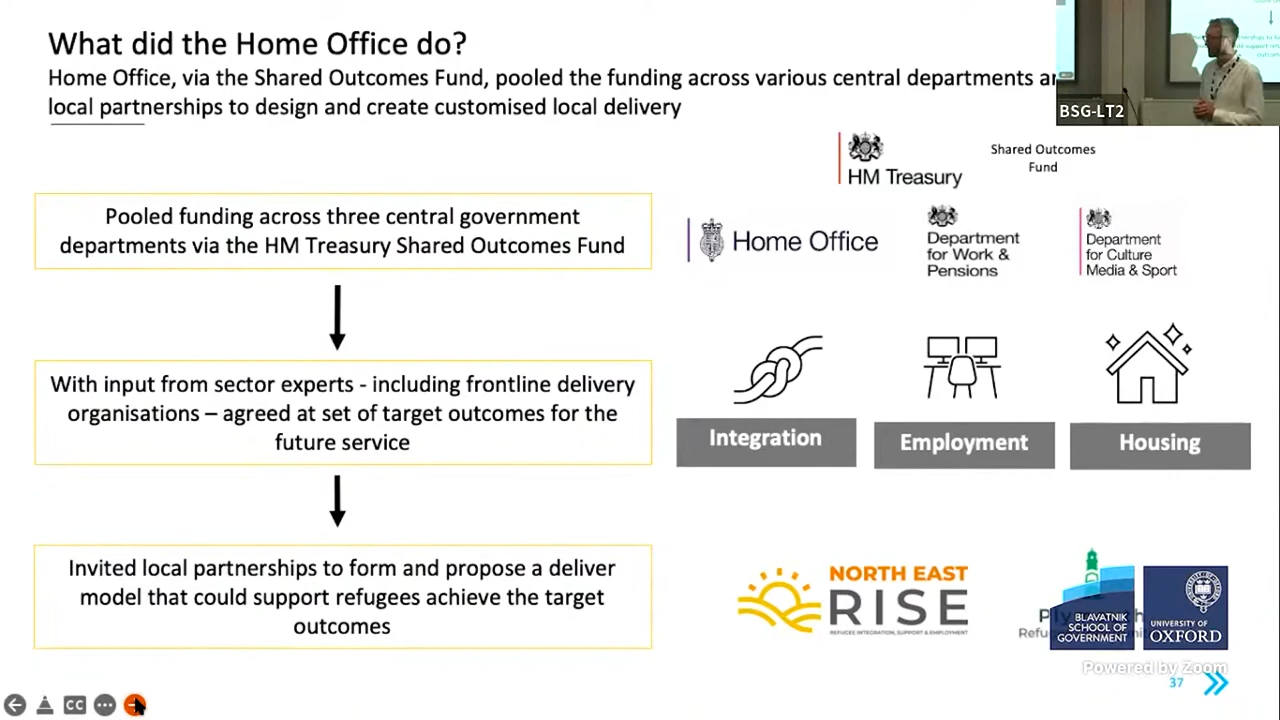 What did the Home Office do?
Home Office, via the Shared Outcomes Fund, pooled the funding across various central departments
local partnerships to design and create customised local delivery
BSG-LT2
HM Treasury
Shared Outcomes
Fund
Pooled funding across three central government
departments via the HM Treasury Shared Outcomes Fund
Home Office
Department
for Work &
Pensions
Department
for Culture
Media & Sport
With input from sector experts - including frontline delivery
organisations – agreed at set of target outcomes for the
future service
Integration
Employment
Housing
Invited local partnerships to form and propose a deliver
model that could support refugees achieve the target
outcomes
NORTH EAST
RISE
REFUGEE INTEGRATION, SUPPORT & EMPLOYMENT
BLAVATNIK
SCHOOL OF
GOVERNMENT
UNIVERSITY OF
OXFORD
Powered by Zoom
37
CC